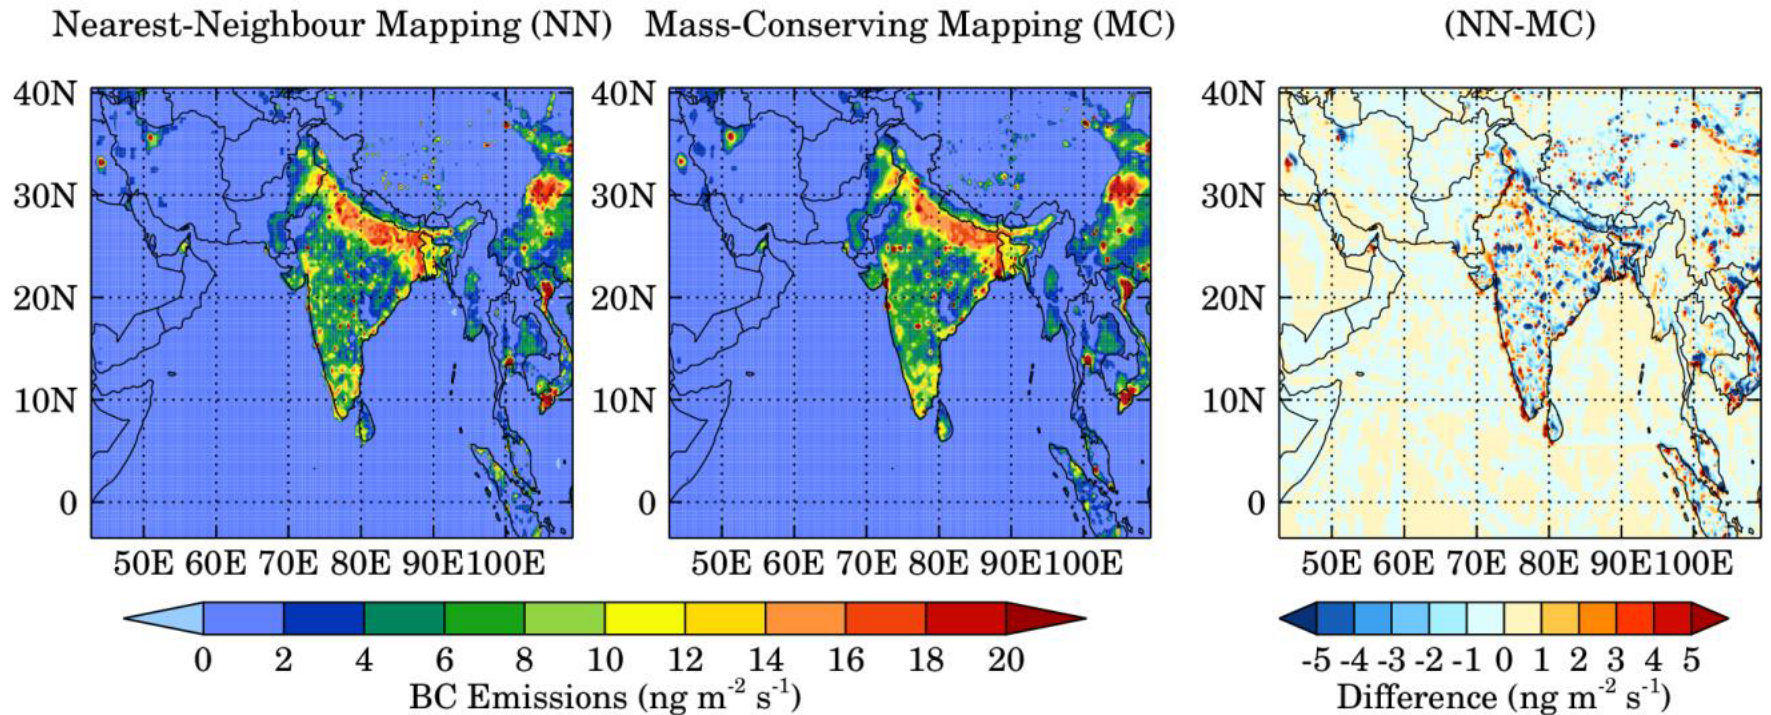 Nearest-Neighbour Mapping (NN) Mass-Conserving Mapping (MC) (NN-MC)
40N 40N 40N
30N 30N 30N
20N 20N 20N
10N 10N 10N
0 0 0
50E 60E 70E 80E 90E100E 50E 60E 70E 80E 90E100E 50E 60E 70E 80E 90E100E
0 2 4 6 8 10 12 14 16 18 20 -5 -4 -3 -2 -1 0 1 2 3 4 5
BC Emissions (ng m⁻² s⁻¹) Difference (ng m⁻² s⁻¹)